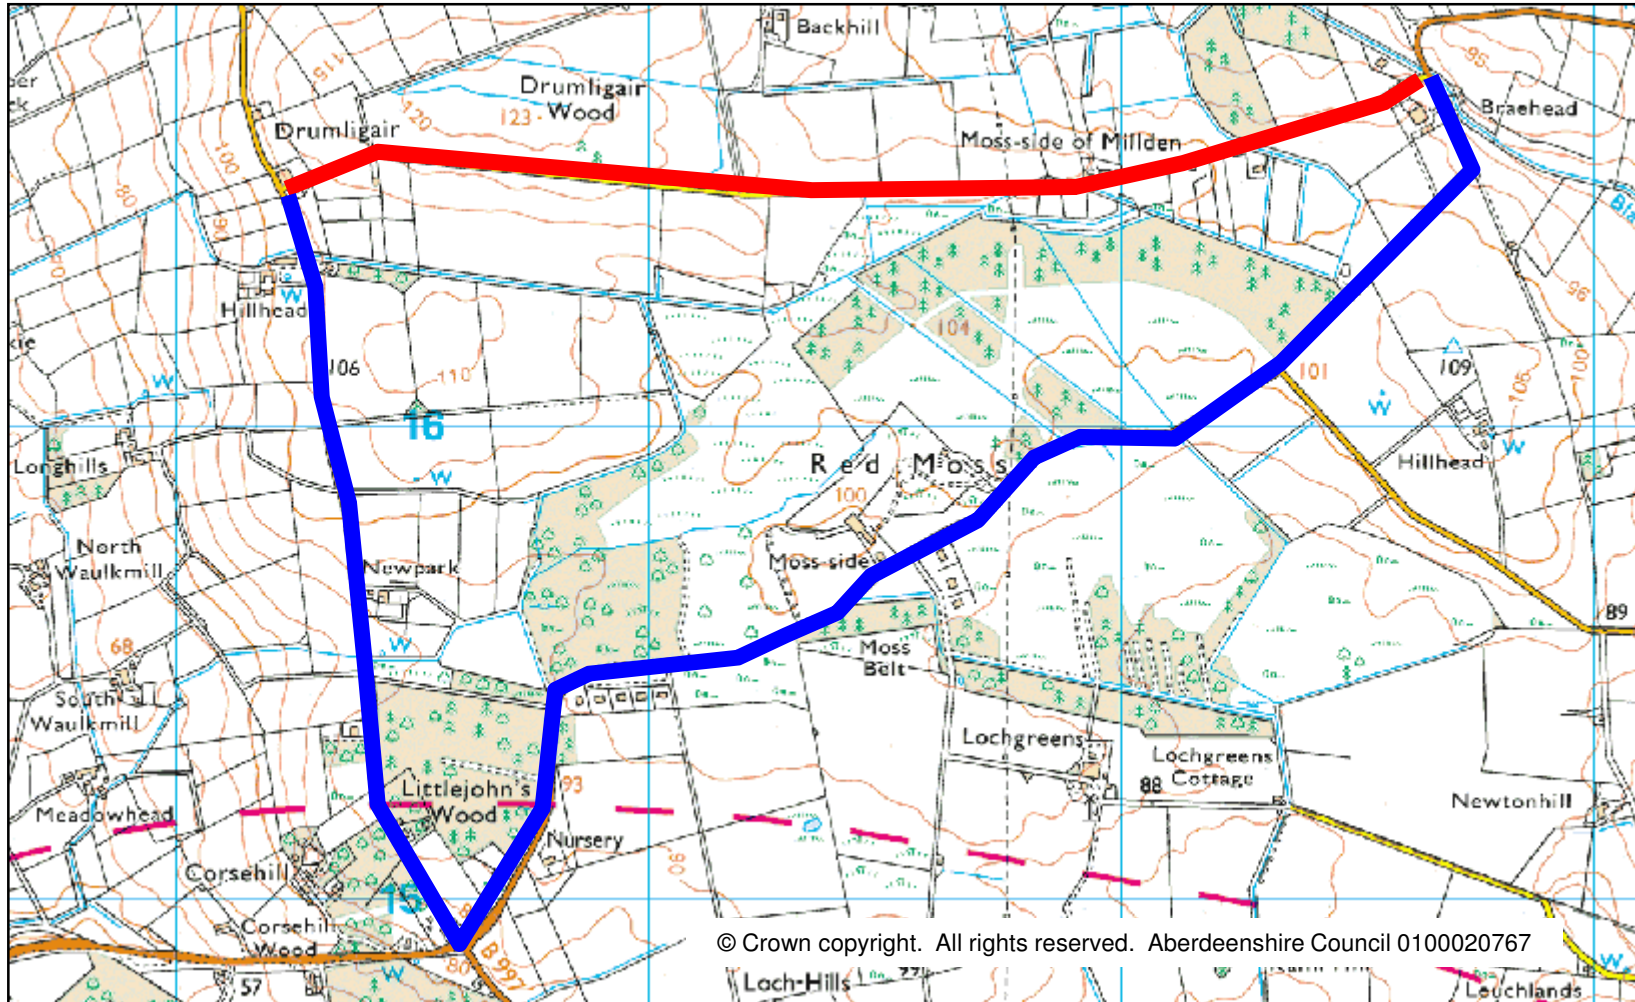 Backhill
Drumligair
Wood
115
120
123
95
Braehead
Drumligair
Moss-side of Millden
100
80
96
Hillhead
W
104
106
110
101
109
105
100
95
W
W
16
W
W
Longhills
Red Moss
100
Hillhead
North
Waulkmill
Newpark
Moss-side
89
68
W
Moss
Belt
South
Waulkmill
Lochgreens
Lochgreens
Cottage
88
93
Littlejohn's
Wood
Meadowhead
Newtonhill
Nursery
90
Corsehill
15
Corsehill
Wood
80
B 997
W
57
© Crown copyright. All rights reserved. Aberdeenshire Council 0100020767
W
Loch-Hills
Leuchlands